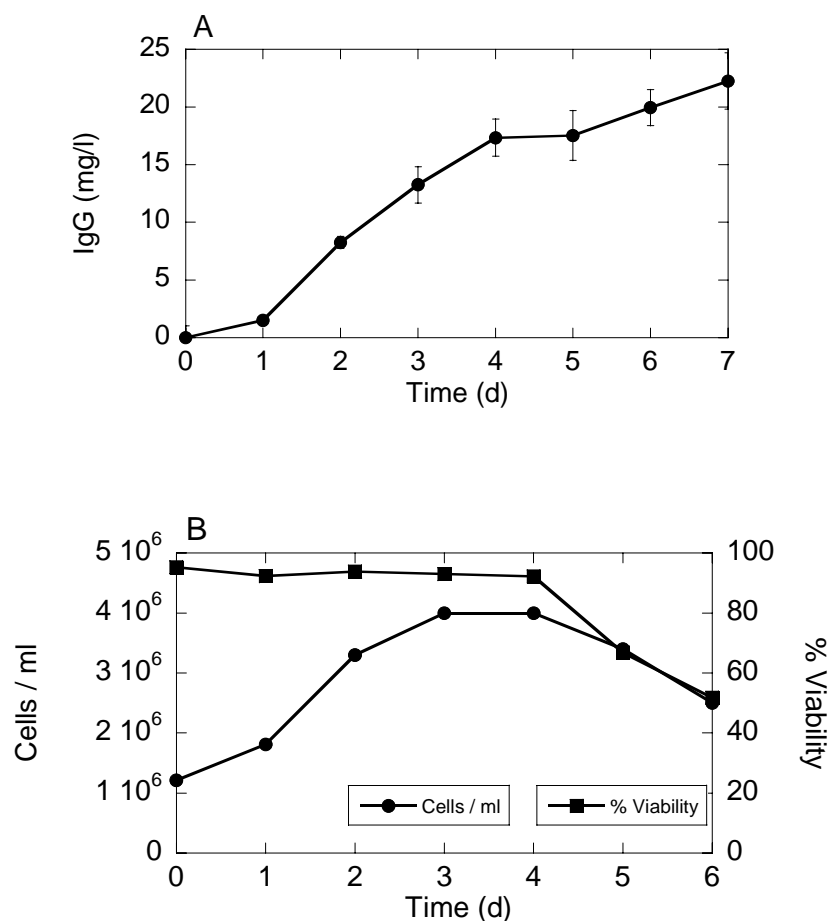 A
25
20
15
10
5
0
IgG (mg/l)
0 1 2 3 4 5 6 7
Time (d)
B
5 10⁶
4 10⁶
3 10⁶
2 10⁶
1 10⁶
0
Cells / ml
100
80
60
40
20
0
% Viability
Cells / ml
% Viability
0 1 2 3 4 5 6
Time (d)